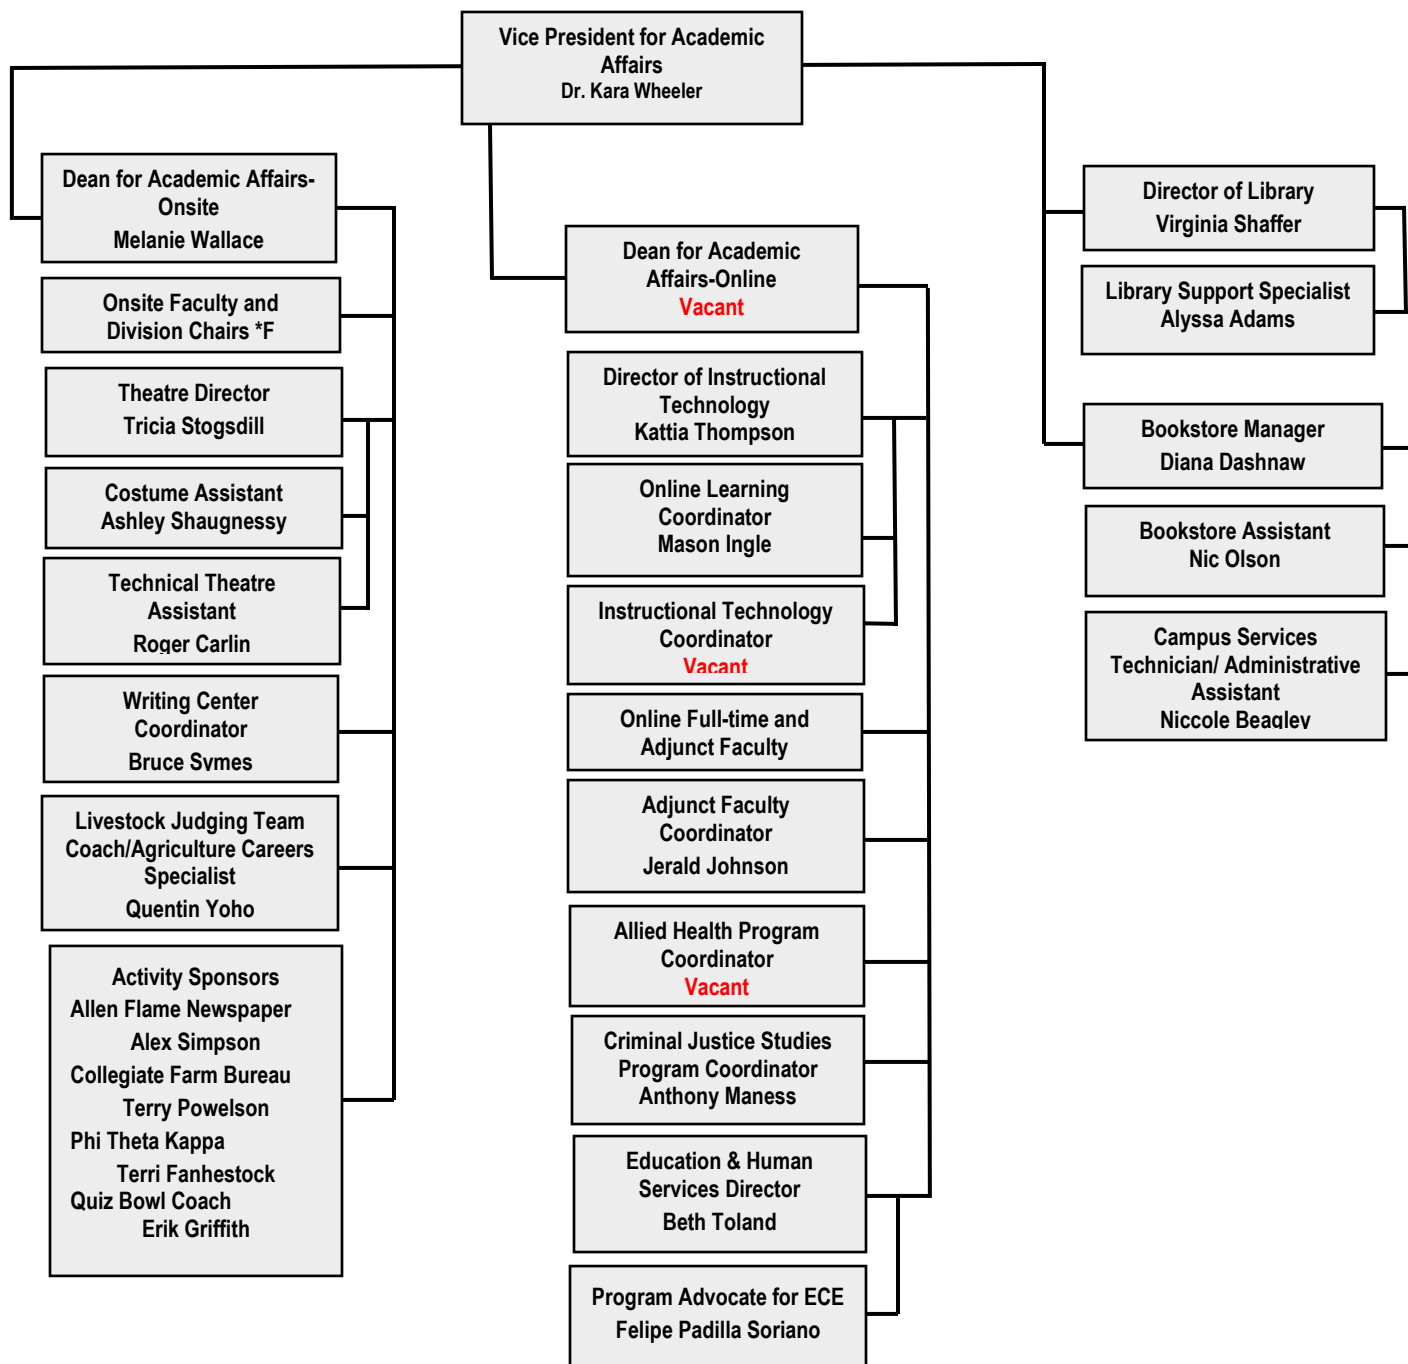 Vice President for Academic
Affairs
Dr. Kara Wheeler
Dean for Academic Affairs-
Onsite
Melanie Wallace
Onsite Faculty and
Division Chairs *F
Theatre Director
Tricia Stogsdill
Costume Assistant
Ashley Shaugnessy
Technical Theatre
Assistant
Roger Carlin
Writing Center
Coordinator
Bruce Symes
Livestock Judging Team
Coach/Agriculture Careers
Specialist
Quentin Yoho
Activity Sponsors
Allen Flame Newspaper
Alex Simpson
Collegiate Farm Bureau
Terry Powelson
Phi Theta Kappa
Terri Fanhestock
Quiz Bowl Coach
Erik Griffith
Dean for Academic
Affairs-Online
Vacant
Director of Instructional
Technology
Kattia Thompson
Online Learning
Coordinator
Mason Ingle
Instructional Technology
Coordinator
Vacant
Online Full-time and
Adjunct Faculty
Adjunct Faculty
Coordinator
Jerald Johnson
Allied Health Program
Coordinator
Vacant
Criminal Justice Studies
Program Coordinator
Anthony Maness
Education & Human
Services Director
Beth Toland
Program Advocate for ECE
Felipe Padilla Soriano
Director of Library
Virginia Shaffer
Library Support Specialist
Alyssa Adams
Bookstore Manager
Diana Dashnaw
Bookstore Assistant
Nic Olson
Campus Services
Technician/ Administrative
Assistant
Niccole Beagley